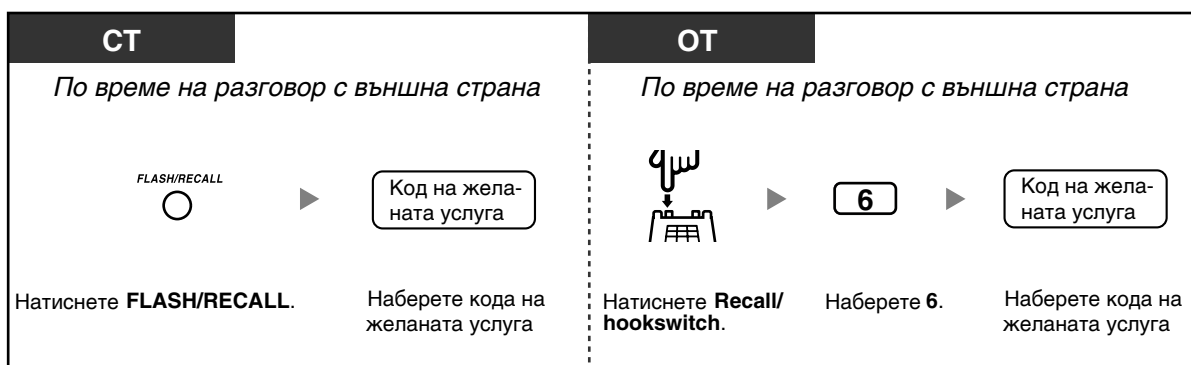 СТ
По време на разговор с външна страна
FLASH/RECALL
Код на жела-
ната услуга
Натиснете FLASH/RECALL.
Наберете кода на
желаната услуга
ОТ
По време на разговор с външна страна
6
Код на жела-
ната услуга
Натиснете Recall/
hookswitch.
Наберете 6.
Наберете кода на
желаната услуга